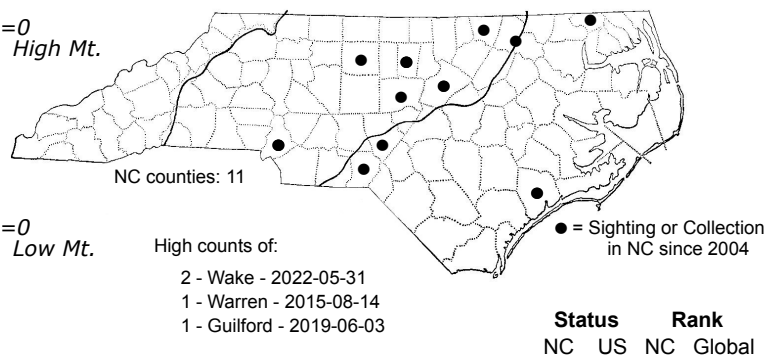 =0
High Mt.
NC counties: 11
=0
Low Mt.
High counts of:
2 - Wake - 2022-05-31
1 - Warren - 2015-08-14
1 - Guilford - 2019-06-03
● = Sighting or Collection
in NC since 2004
Status Rank
NC US NC Global